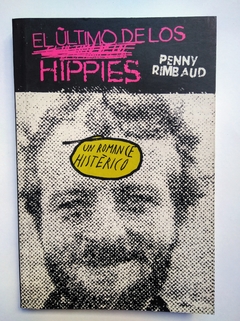 EL ÚLTIMO DE LOS
HIPPIES
PENNY
RIMBAUD
UN ROMANCE
HISTÉRICO